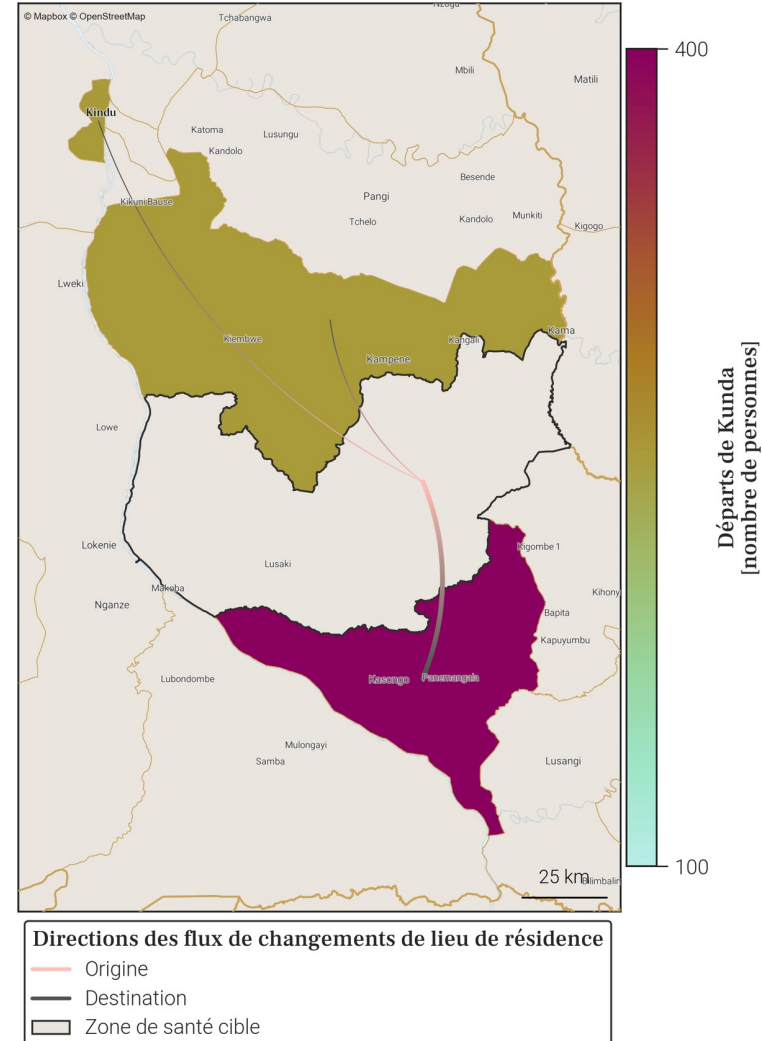 © Mapbox © OpenStreetMap
Tchabangwa
Nzogu
Mbili
Matili
Kindu
Katoma
Lusungu
Kandolo
Besende
Pangi
Kikuni Bause
Tchelo
Kandolo
Munkiti
Kigogo
Lweki
Kama
Kiembwe
Kangali
Kampene
Lowe
Lokenie
Kigombe 1
Lusaki
Makoba
Kihony
Nganze
Bapita
Kapuyumbu
Lubondombe
Kasongo
Panemangala
Mulongayi
Samba
Lusangi
25 km
400
100
Départs de Kunda
[nombre de personnes]
Directions des flux de changements de lieu de résidence
Origine
Destination
Zone de santé cible